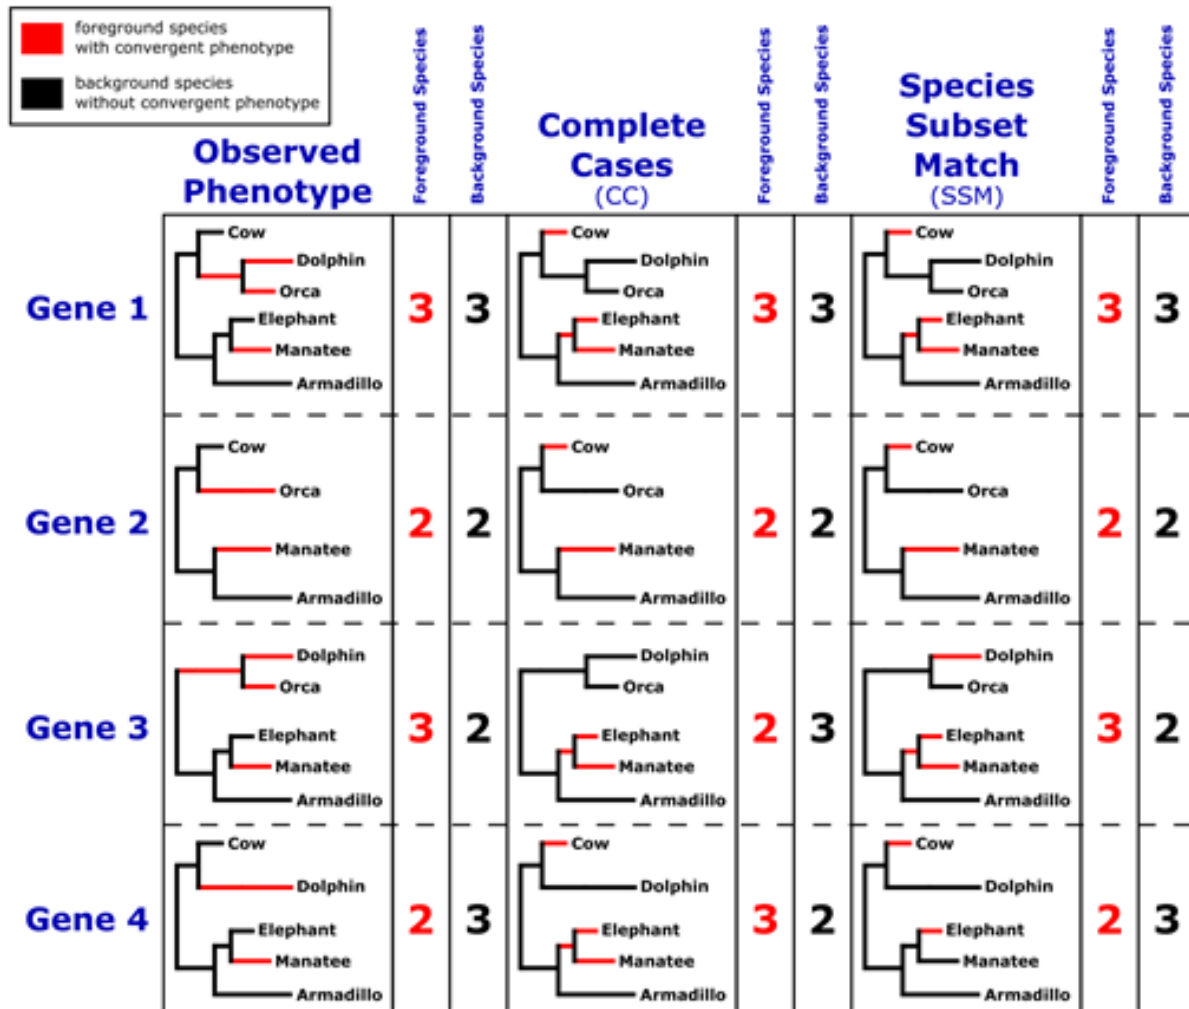 foreground species
with convergent phenotype
background species
without convergent phenotype
Observed
Phenotype
Foreground Species
Background Species
Complete
Cases
(CC)
Foreground Species
Background Species
Species
Subset
Match
(SSM)
Foreground Species
Background Species
Gene 1
Cow
Dolphin
Orca
Elephant
Manatee
Armadillo
3
3
Cow
Dolphin
Orca
Elephant
Manatee
Armadillo
3
3
Cow
Dolphin
Orca
Elephant
Manatee
Armadillo
3
3
Gene 2
Cow
Orca
Manatee
Armadillo
2
2
Cow
Orca
Manatee
Armadillo
2
2
Cow
Orca
Manatee
Armadillo
2
2
Gene 3
Dolphin
Orca
Elephant
Manatee
Armadillo
3
2
Dolphin
Orca
Elephant
Manatee
Armadillo
2
3
Dolphin
Orca
Elephant
Manatee
Armadillo
3
2
Gene 4
Cow
Dolphin
Elephant
Manatee
Armadillo
2
3
Cow
Dolphin
Elephant
Manatee
Armadillo
3
2
Cow
Dolphin
Elephant
Manatee
Armadillo
2
3